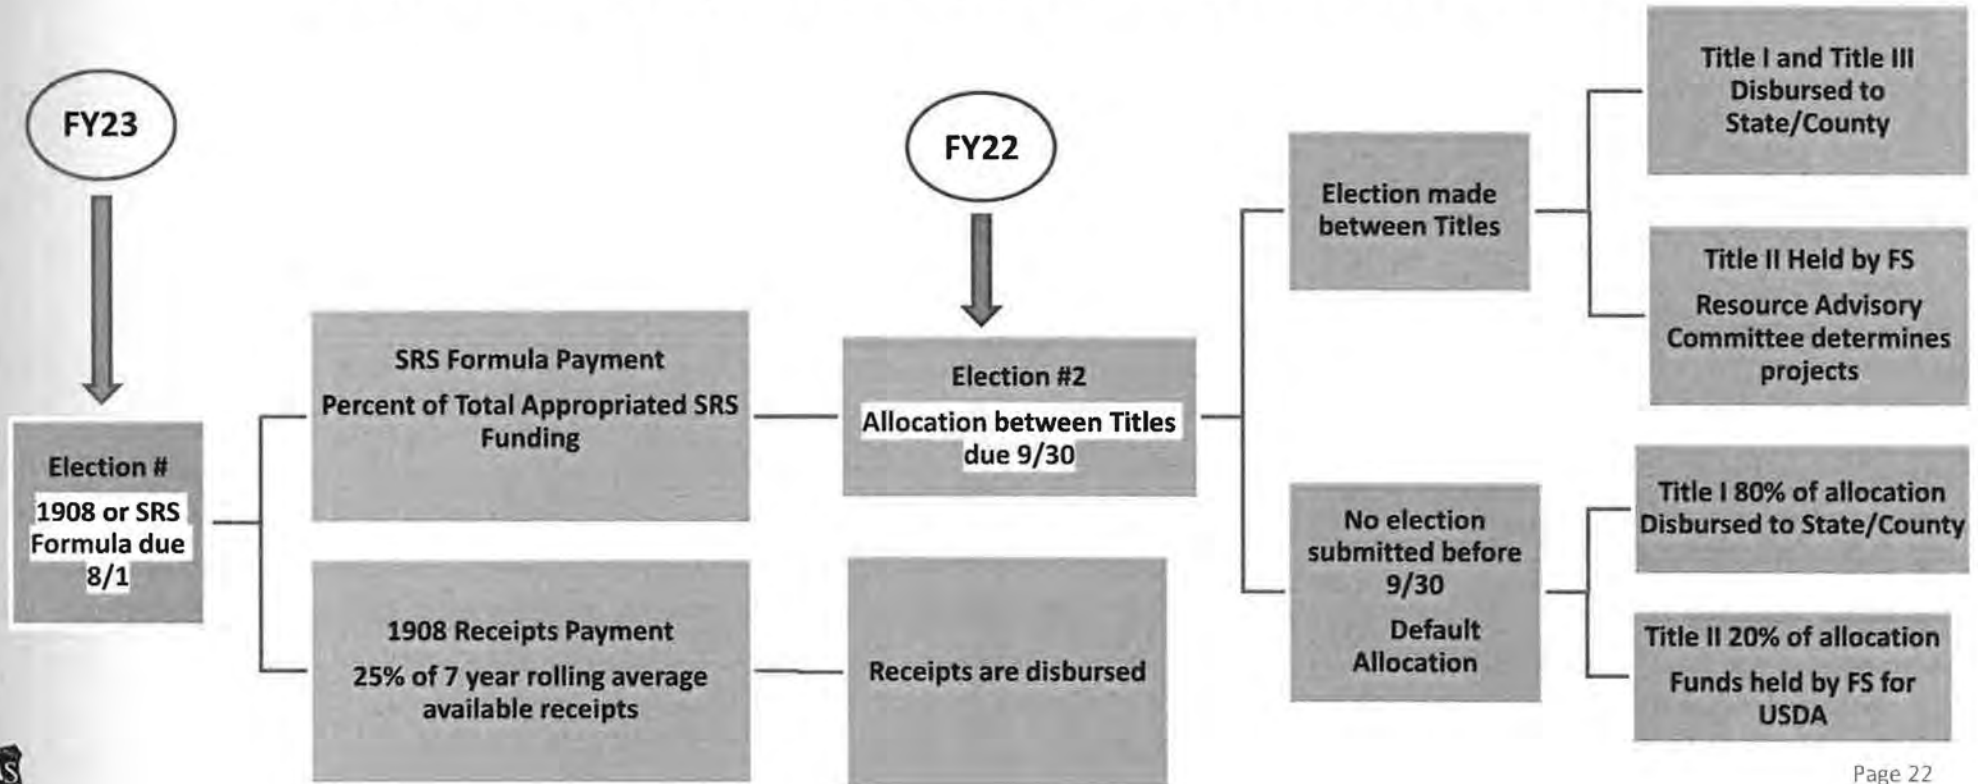 FY23
Election #
1908 or SRS
Formula due
8/1
SRS Formula Payment
Percent of Total Appropriated SRS
Funding
1908 Receipts Payment
25% of 7 year rolling average
available receipts
FY22
Election #2
Allocation between Titles
due 9/30
Receipts are disbursed
Election made
between Titles
No election
submitted before
9/30
Default
Allocation
Title I and Title III
Disbursed to
State/County
Title II Held by FS
Resource Advisory
Committee determines
projects
Title I 80% of allocation
Disbursed to State/County
Title II 20% of allocation
Funds held by FS for
USDA
Page 22